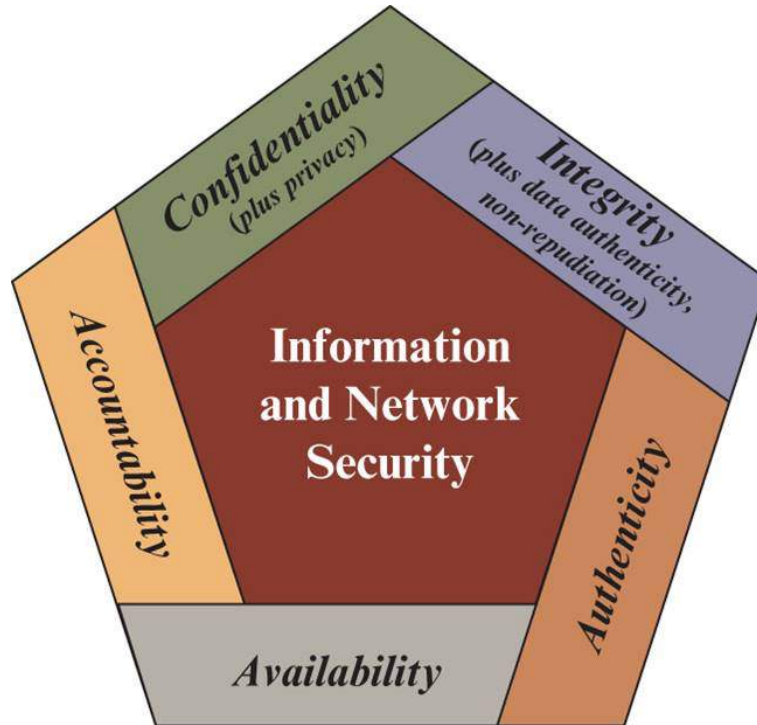 Confidentiality
(plus privacy)
Integrity
(plus data authenticity,
non-repudiation)
Information
and Network
Security
Accountability
Authenticity
Availability